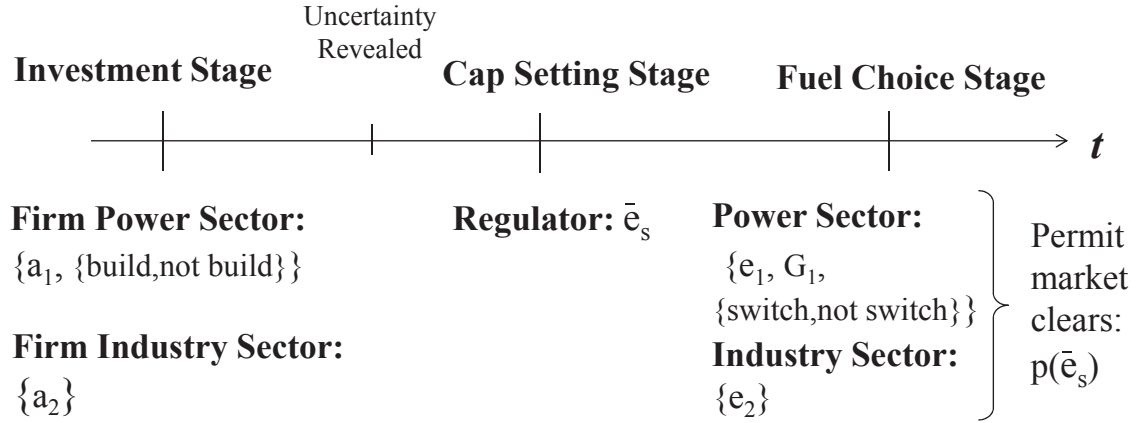 Uncertainty
Revealed
Investment Stage
Cap Setting Stage
Fuel Choice Stage
t
Firm Power Sector:
{a₁, {build,not build}}
Firm Industry Sector:
{a₂}
Regulator: ē_s
Power Sector:
{e₁, G₁,
{switch,not switch}}
Industry Sector:
{e₂}
Permit
market
clears:
p(ē_s)